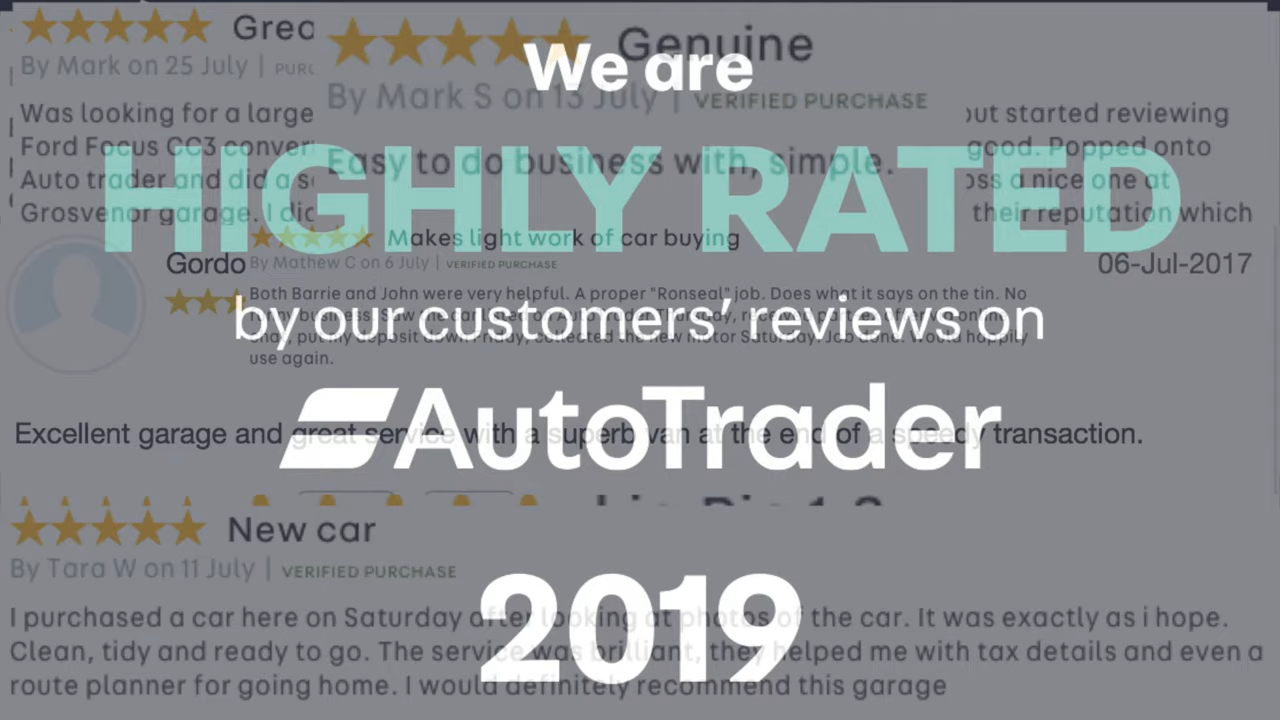 Grea
By Mark on 25 July |
Was looking for a large
Ford Focus CC3 conver
Auto trader and did a s
Grosvenor garage. I dic
Genuine
By Mark S on 13 July | VERIFIED PURCHASE
Easy to do business with, simple.
out started reviewing
good. Popped onto
oss a nice one at
their reputation which
We are
HIGHLY RATED
by our customers’ reviews on
AutoTrader
2019
Makes light work of car buying
By Mathew C on 6 July | VERIFIED PURCHASE
Both Barrie and John were very helpful. A proper "Ronseal" job. Does what it says on the tin. No
use again.
Gordo
06-Jul-2017
Excellent garage and great service with a superb van at the end of a speedy transaction.
New car
By Tara W on 11 July | VERIFIED PURCHASE
I purchased a car here on Saturday after looking at photos of the car. It was exactly as i hope.
Clean, tidy and ready to go. The service was brilliant, they helped me with tax details and even a
route planner for going home. I would definitely recommend this garage